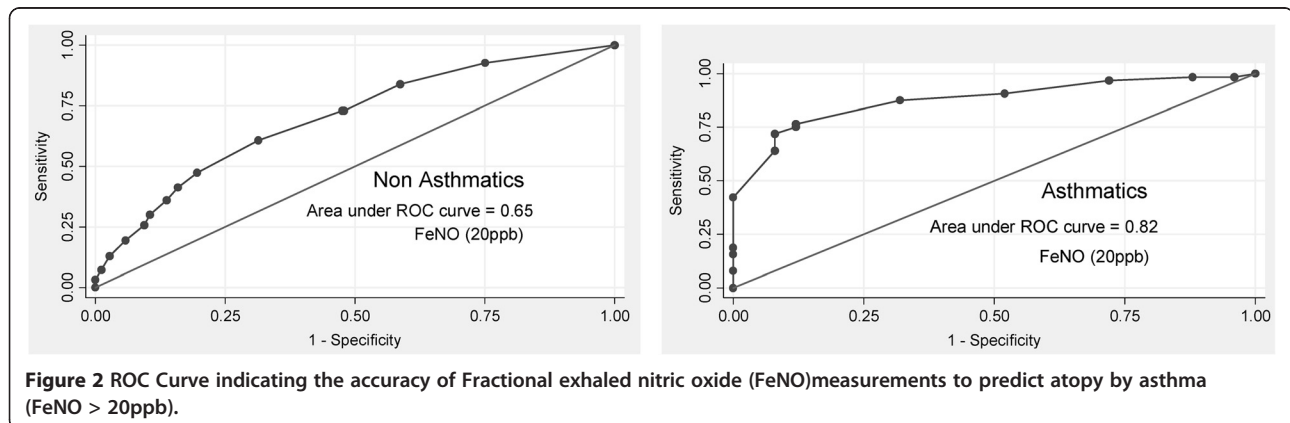 Sensitivity
1.00
0.75
0.50
0.25
0.00
Non Asthmatics
Area under ROC curve = 0.65
FeNO (20ppb)
0.00 0.25 0.50 0.75 1.00
1 - Specificity
Sensitivity
1.00
0.75
0.50
0.25
0.00
Asthmatics
Area under ROC curve = 0.82
FeNO (20ppb)
0.00 0.25 0.50 0.75 1.00
1 - Specificity
Figure 2 ROC Curve indicating the accuracy of Fractional exhaled nitric oxide (FeNO)measurements to predict atopy by asthma
(FeNO > 20ppb).